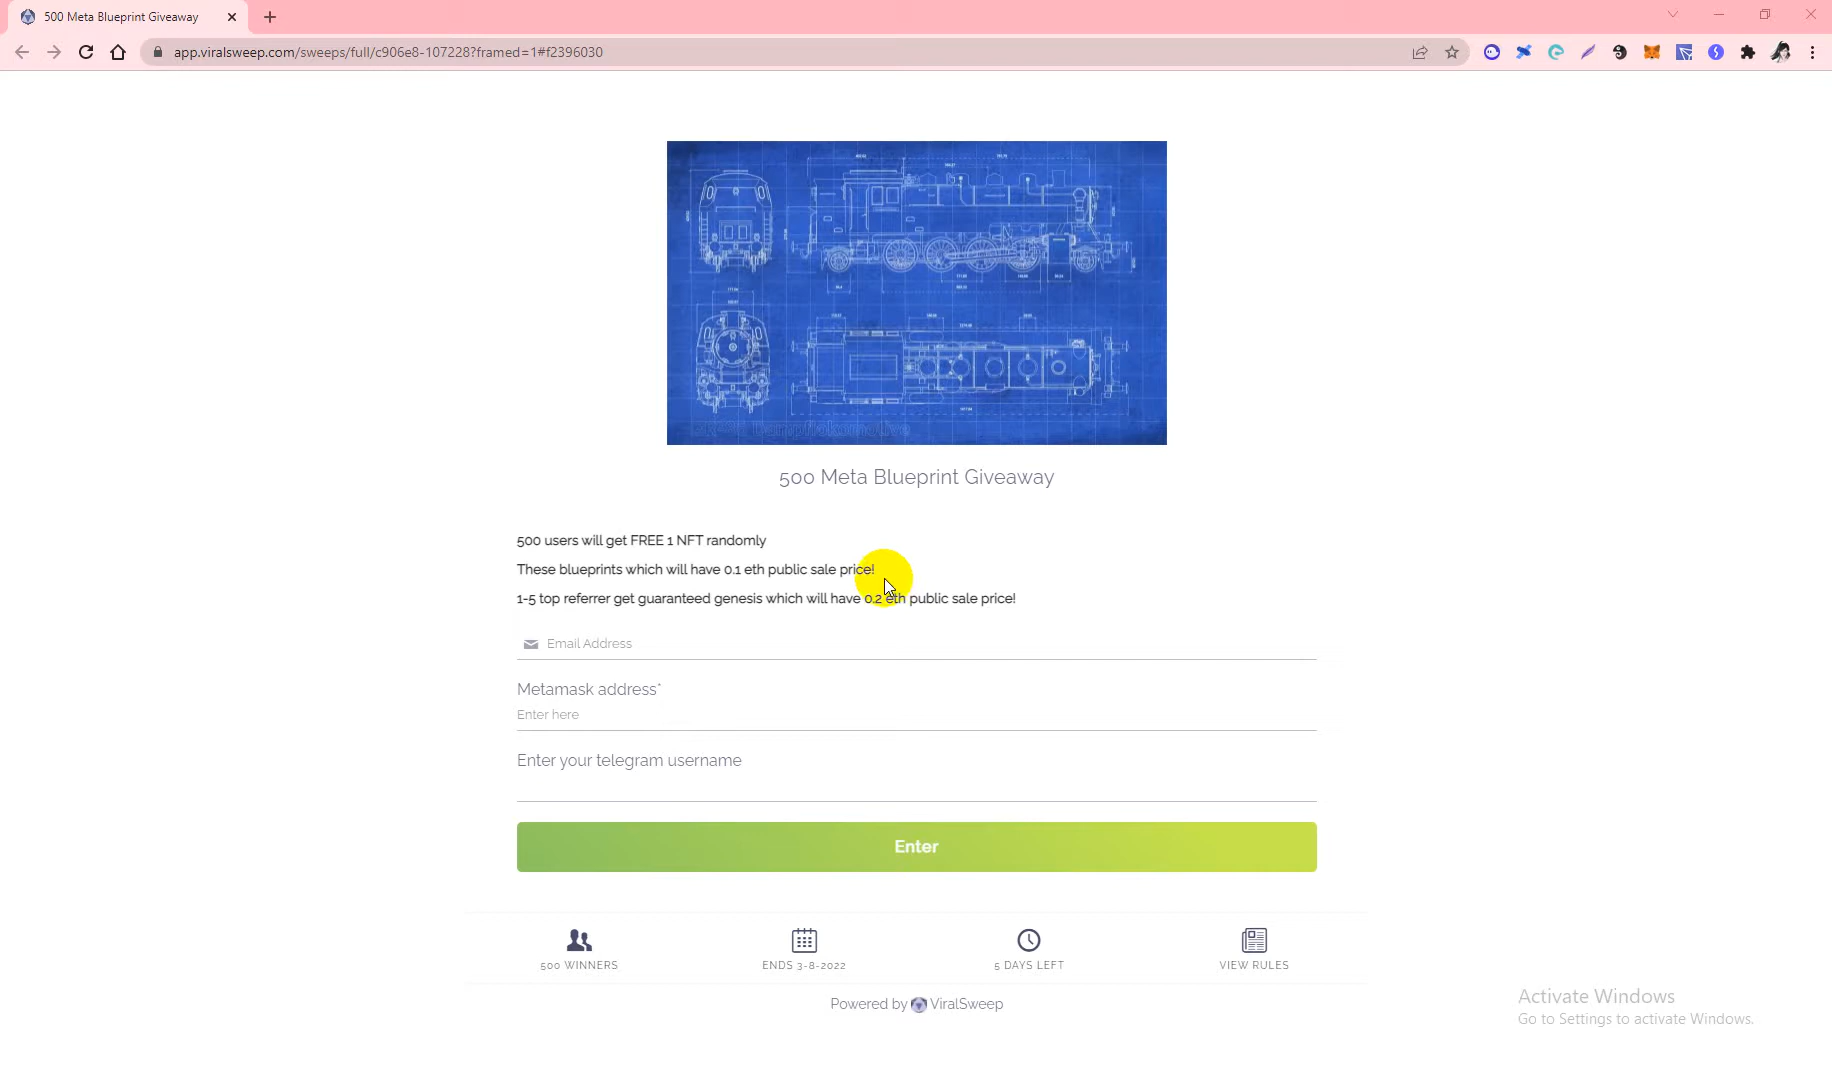 500 Meta Blueprint Giveaway
app.viralsweep.com/sweeps/full/c906e8-107228?framed=1#f2396030
500 Meta Blueprint Giveaway
500 users will get FREE 1 NFT randomly
These blueprints which will have 0.1 eth public sale price!
1-5 top referrer get guaranteed genesis which will have 0.2 eth public sale price!
Email Address
Metamask address*
Enter here
Enter your telegram username
Enter
500 WINNERS
ENDS 3-8-2022
5 DAYS LEFT
VIEW RULES
Powered by ViralSweep
Activate Windows
Go to Settings to activate Windows.